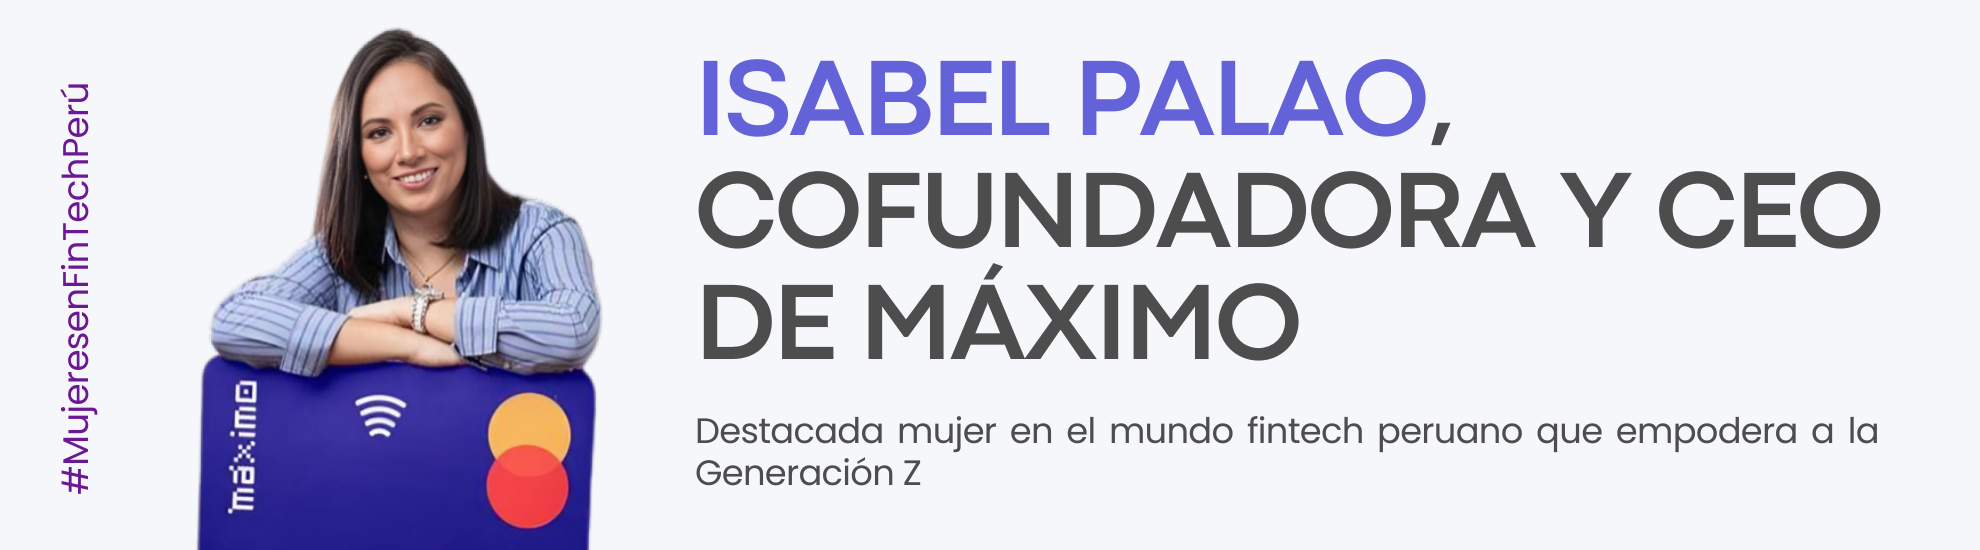 #MujeresenFinTechPerú
máximo
ISABEL PALAO,
COFUNDADORA Y CEO
DE MÁXIMO
Destacada mujer en el mundo fintech peruano que empodera a la
Generación Z